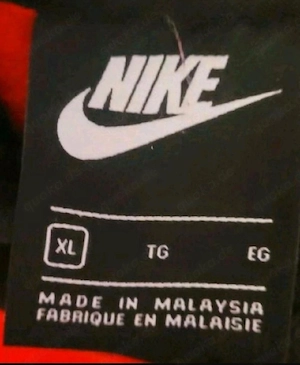 NIKE
XL TG EG
MADE IN MALAYSIA
FABRIQUE EN MALAISIE